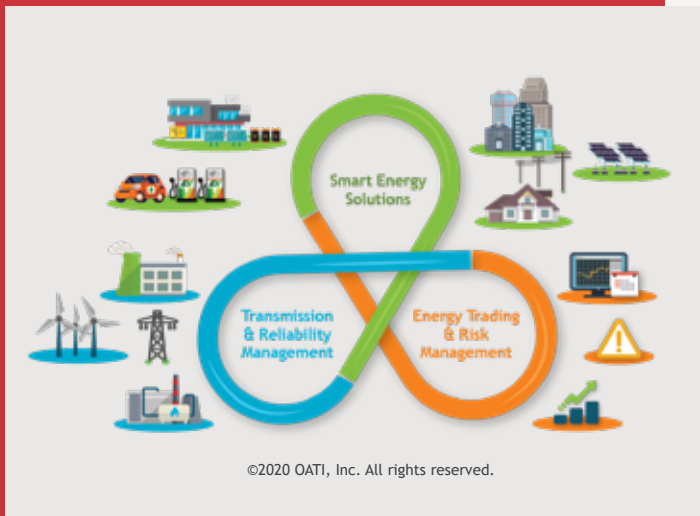 Smart Energy
Solutions
Transmission
& Reliability
Management
Energy Trading
& Risk
Management
©2020 OATI, Inc. All rights reserved.